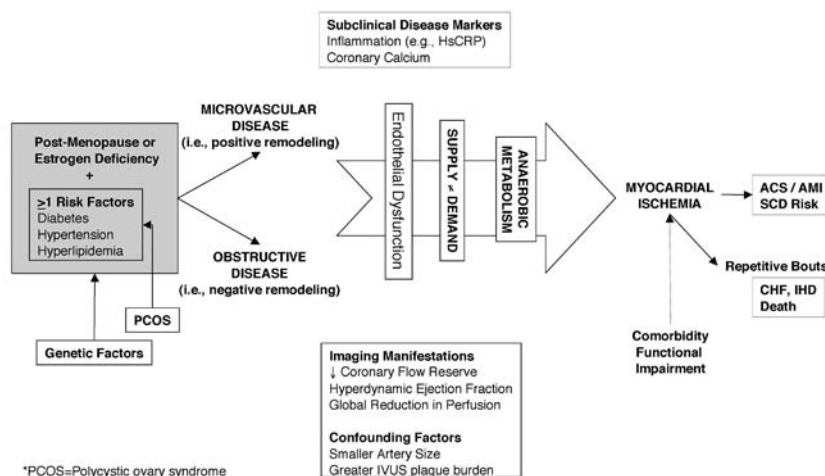 Subclinical Disease Markers
Inflammation (e.g., HsCRP)
Coronary Calcium
Post-Menopause or
Estrogen Deficiency
+
≥1 Risk Factors
Diabetes
Hypertension
Hyperlipidemia
PCOS
Genetic Factors
MICROVASCULAR
DISEASE
(i.e., positive remodeling)
OBSTRUCTIVE
DISEASE
(i.e., negative remodeling)
Endothelial Dysfunction
SUPPLY ≠ DEMAND
ANAEROBIC
METABOLISM
MYOCARDIAL
ISCHEMIA
ACS / AMI
SCD Risk
Repetitive Bouts
CHF, IHD
Death
Comorbidity
Functional
Impairment
Imaging Manifestations
↓ Coronary Flow Reserve
Hyperdynamic Ejection Fraction
Global Reduction in Perfusion
Confounding Factors
Smaller Artery Size
Greater IVUS plaque burden
*PCOS=Polycystic ovary syndrome